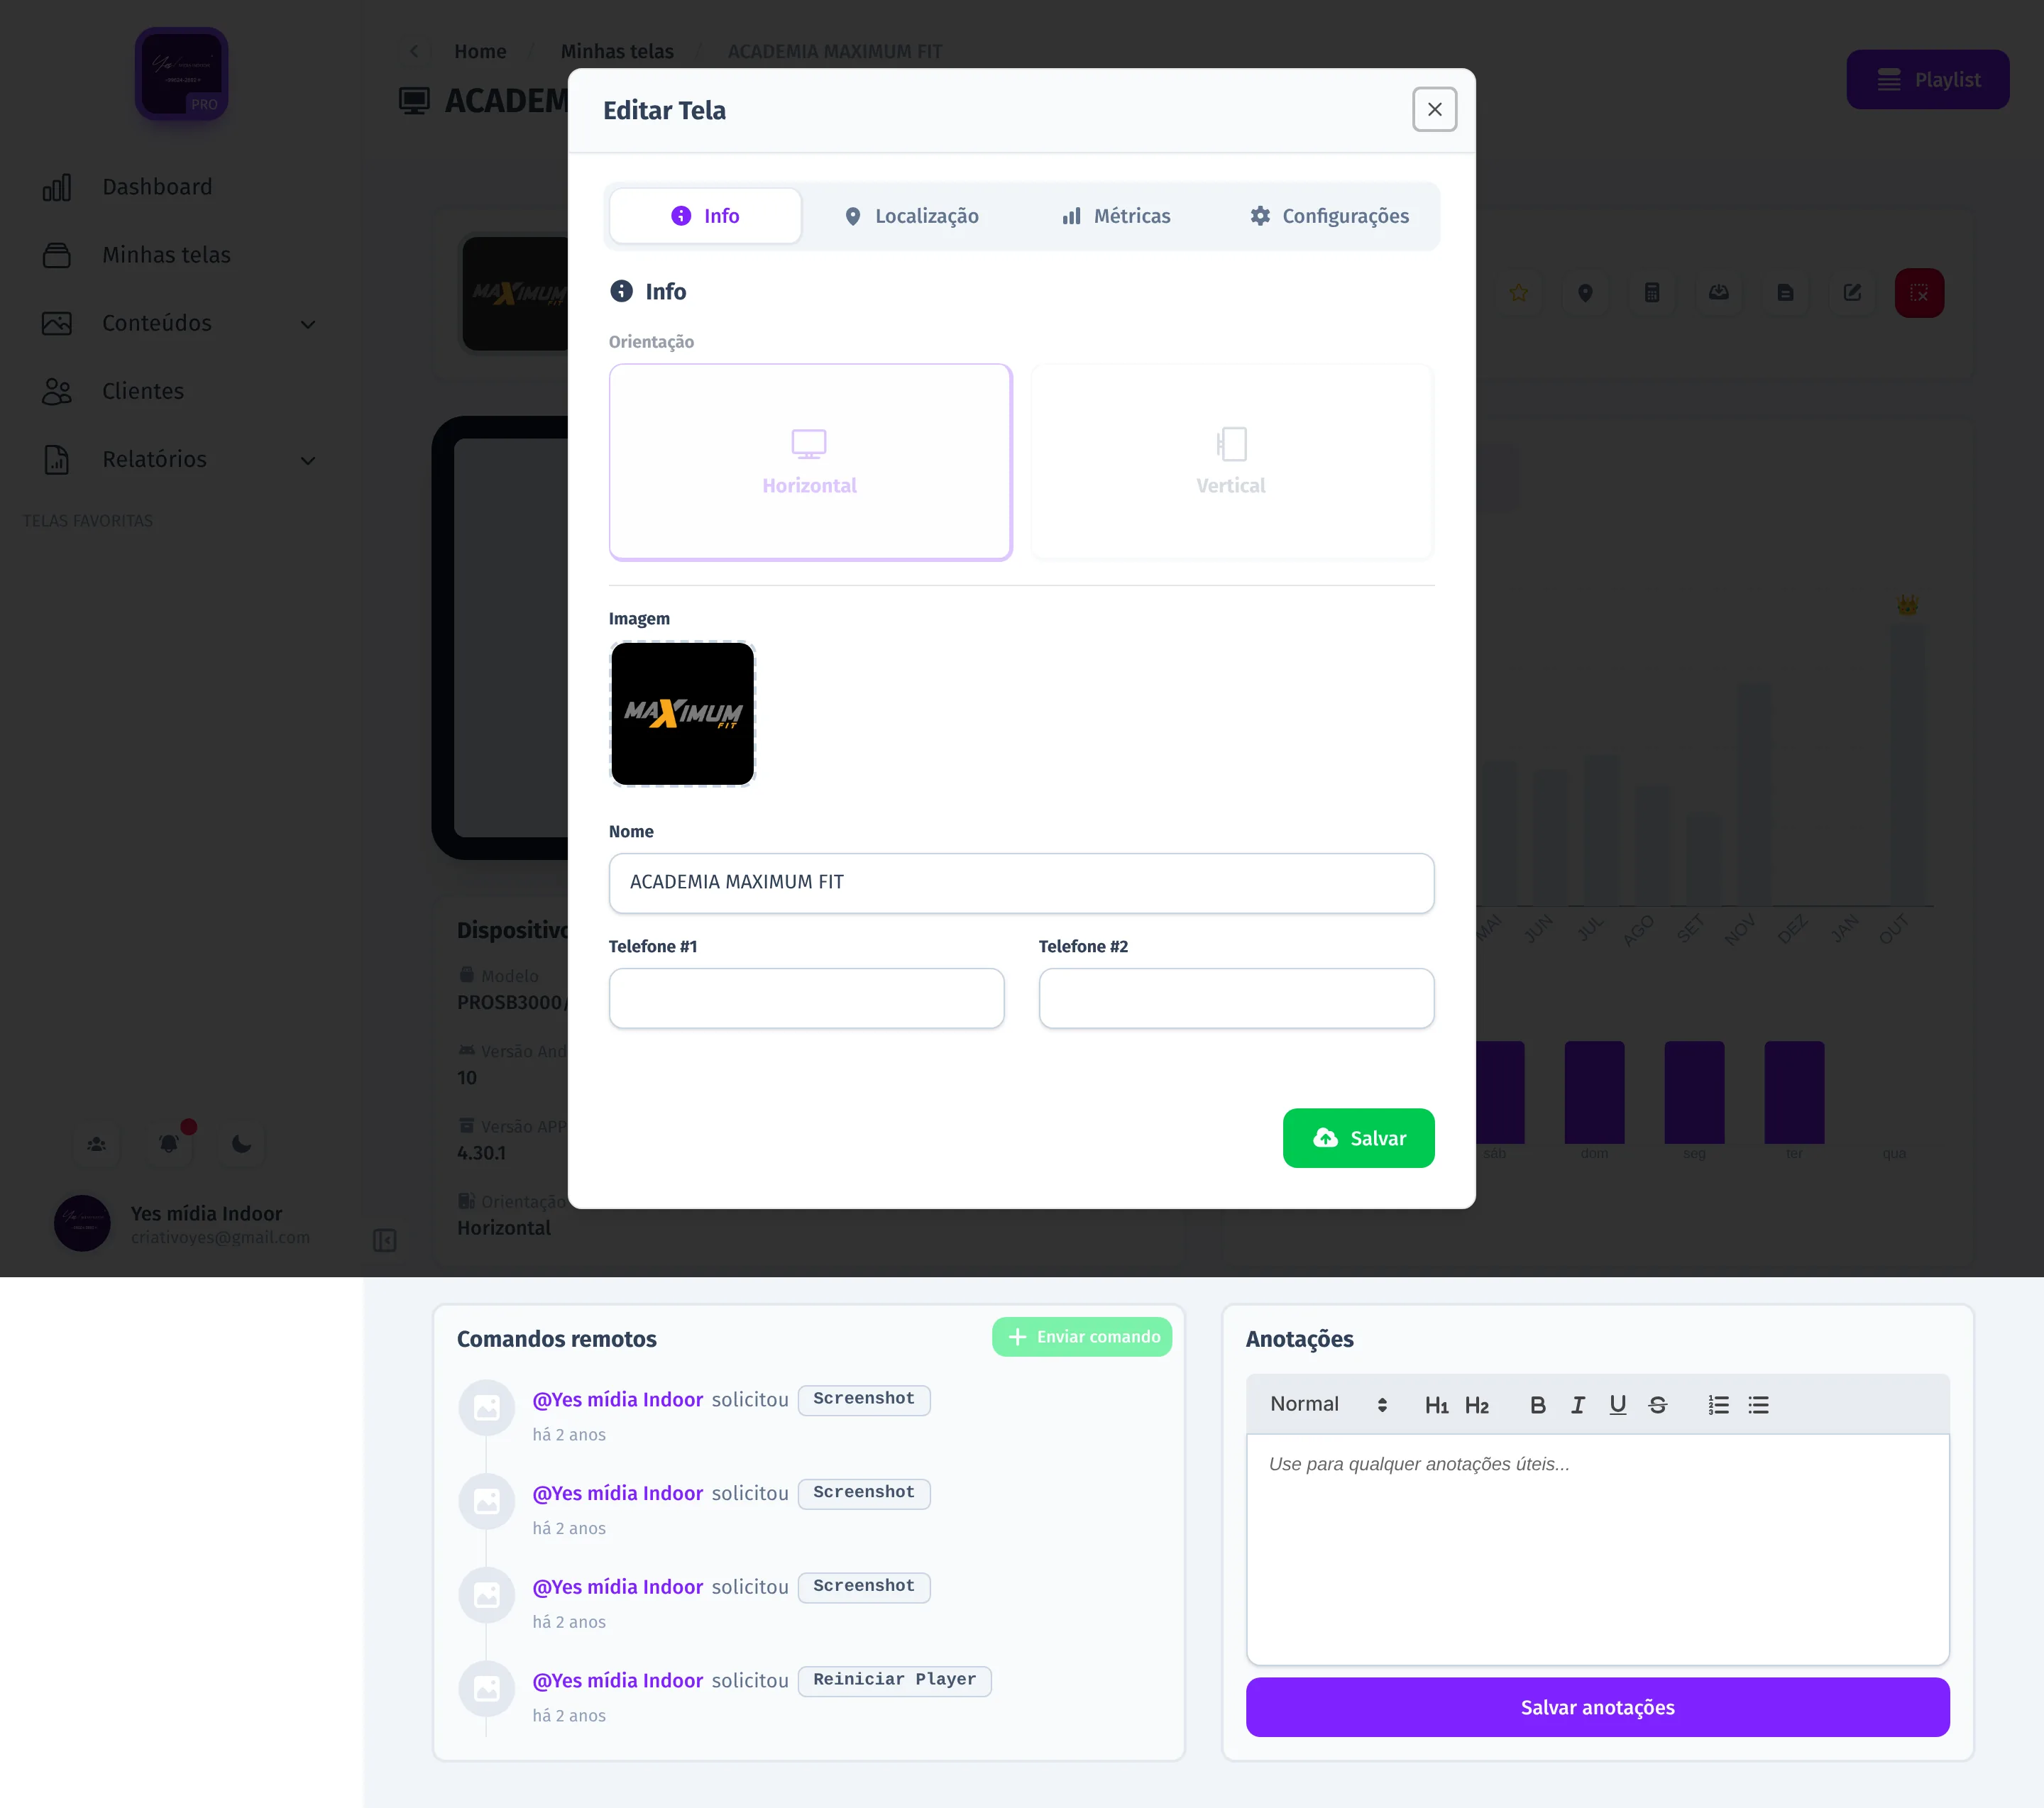 PRO
Dashboard
Minhas telas
Conteúdos
Clientes
Relatórios
TELAS FAVORITAS
Yes mídia Indoor
criativoyes@gmail.com
Home / Minhas telas / ACADEMIA MAXIMUM FIT
ACADEM
Playlist
MAXIMUM
Editar Tela
Info
Localização
Métricas
Configurações
Info
Orientação
Horizontal
Vertical
Imagem
MAXIMUM
FIT
Nome
ACADEMIA MAXIMUM FIT
Telefone #1
Telefone #2
Salvar
MAI JUN JUL AGO SET NOV DEZ JAN OUT
sáb dom seg ter qua
Dispositivo
Modelo
PROSB3000/
Versão And
10
Versão APP
4.30.1
Orientação
Horizontal
Comandos remotos
Enviar comando
@Yes mídia Indoor solicitou Screenshot
há 2 anos
@Yes mídia Indoor solicitou Screenshot
há 2 anos
@Yes mídia Indoor solicitou Screenshot
há 2 anos
@Yes mídia Indoor solicitou Reiniciar Player
há 2 anos
Anotações
Normal H1 H2 B I U S
Use para qualquer anotações úteis...
Salvar anotações